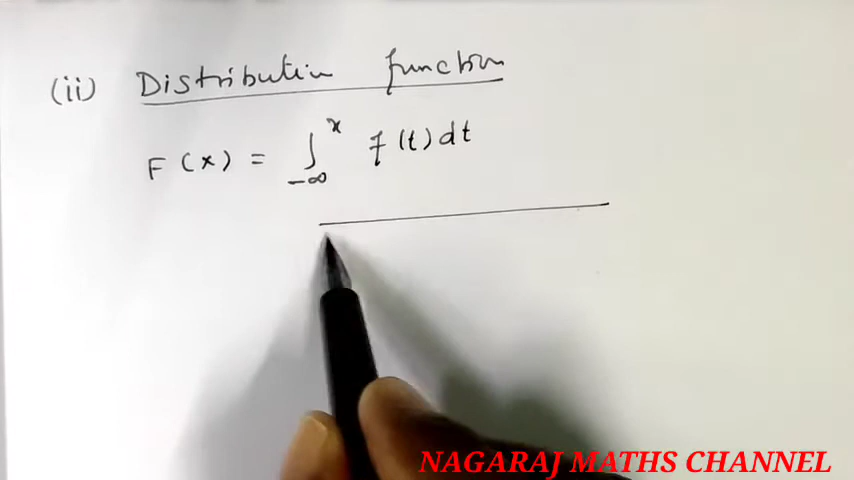 (ii) Distribution function
F(x) = ∫_{-∞}^{x} f(t) dt
NAGARAJ MATHS CHANNEL